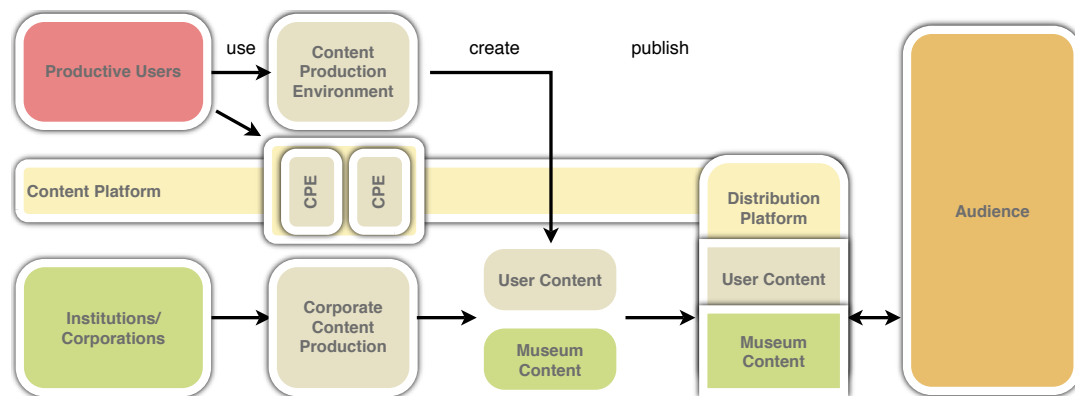 use
create
publish
Productive Users
Content
Production
Environment
Content Platform
CPE
CPE
Distribution
Platform
Audience
Institutions/
Corporations
Corporate
Content
Production
User Content
Museum
Content
User Content
Museum
Content